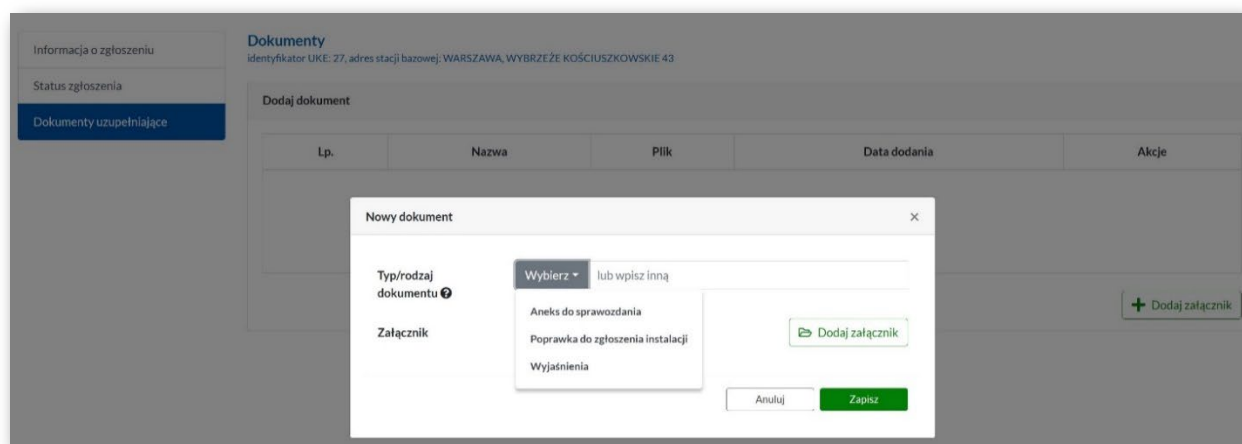 Informacja o zgłoszeniu
Status zgłoszenia
Dokumenty uzupełniające
Dokumenty
identyfikator UKE: 27, adres stacji bazowej: WARSZAWA, WYBRZEŻE KOŚCIUSZKOWSKIE 43
Dodaj dokument
Lp. Nazwa Plik Data dodania Akcje
Nowy dokument ×
Typ/rodzaj
dokumentu
Wybierz lub wpisz inną
Aneks do sprawozdania
Poprawka do zgłoszenia instalacji
Wyjaśnienia
Załącznik
Dodaj załącznik
Anuluj Zapisz
Dodaj załącznik